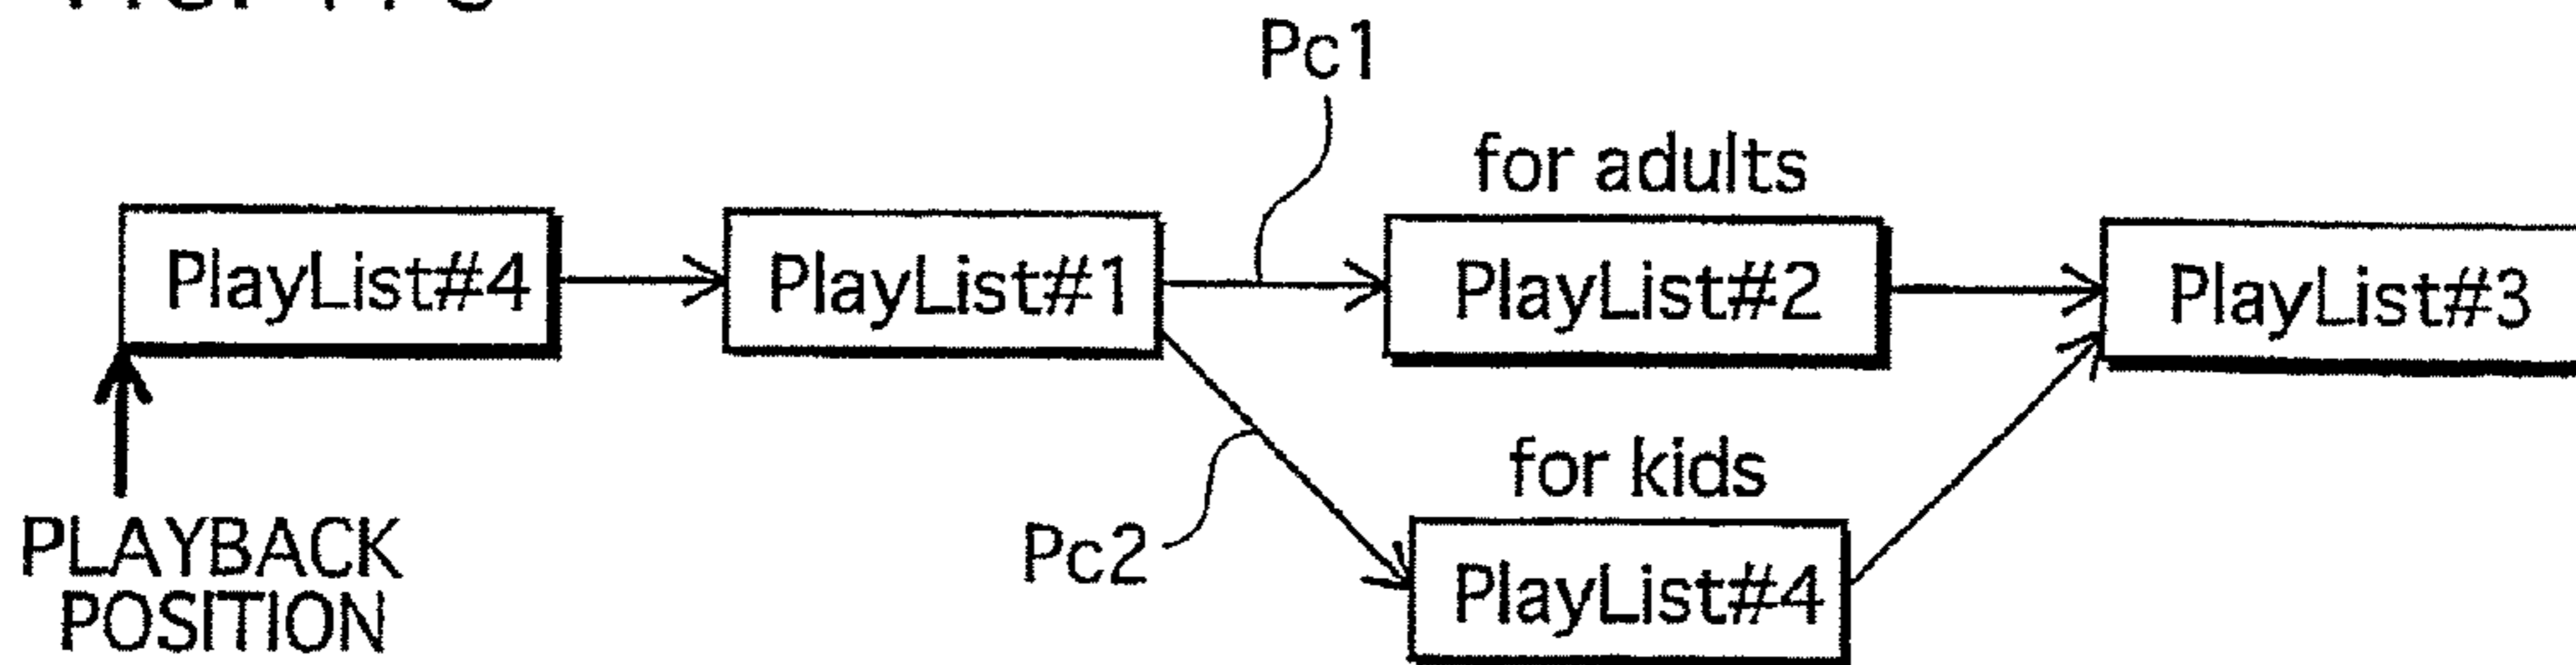 Pc1
for adults
PlayList#4
PlayList#1
PlayList#2
PlayList#3
for kids
Pc2
PlayList#4
PLAYBACK
POSITION